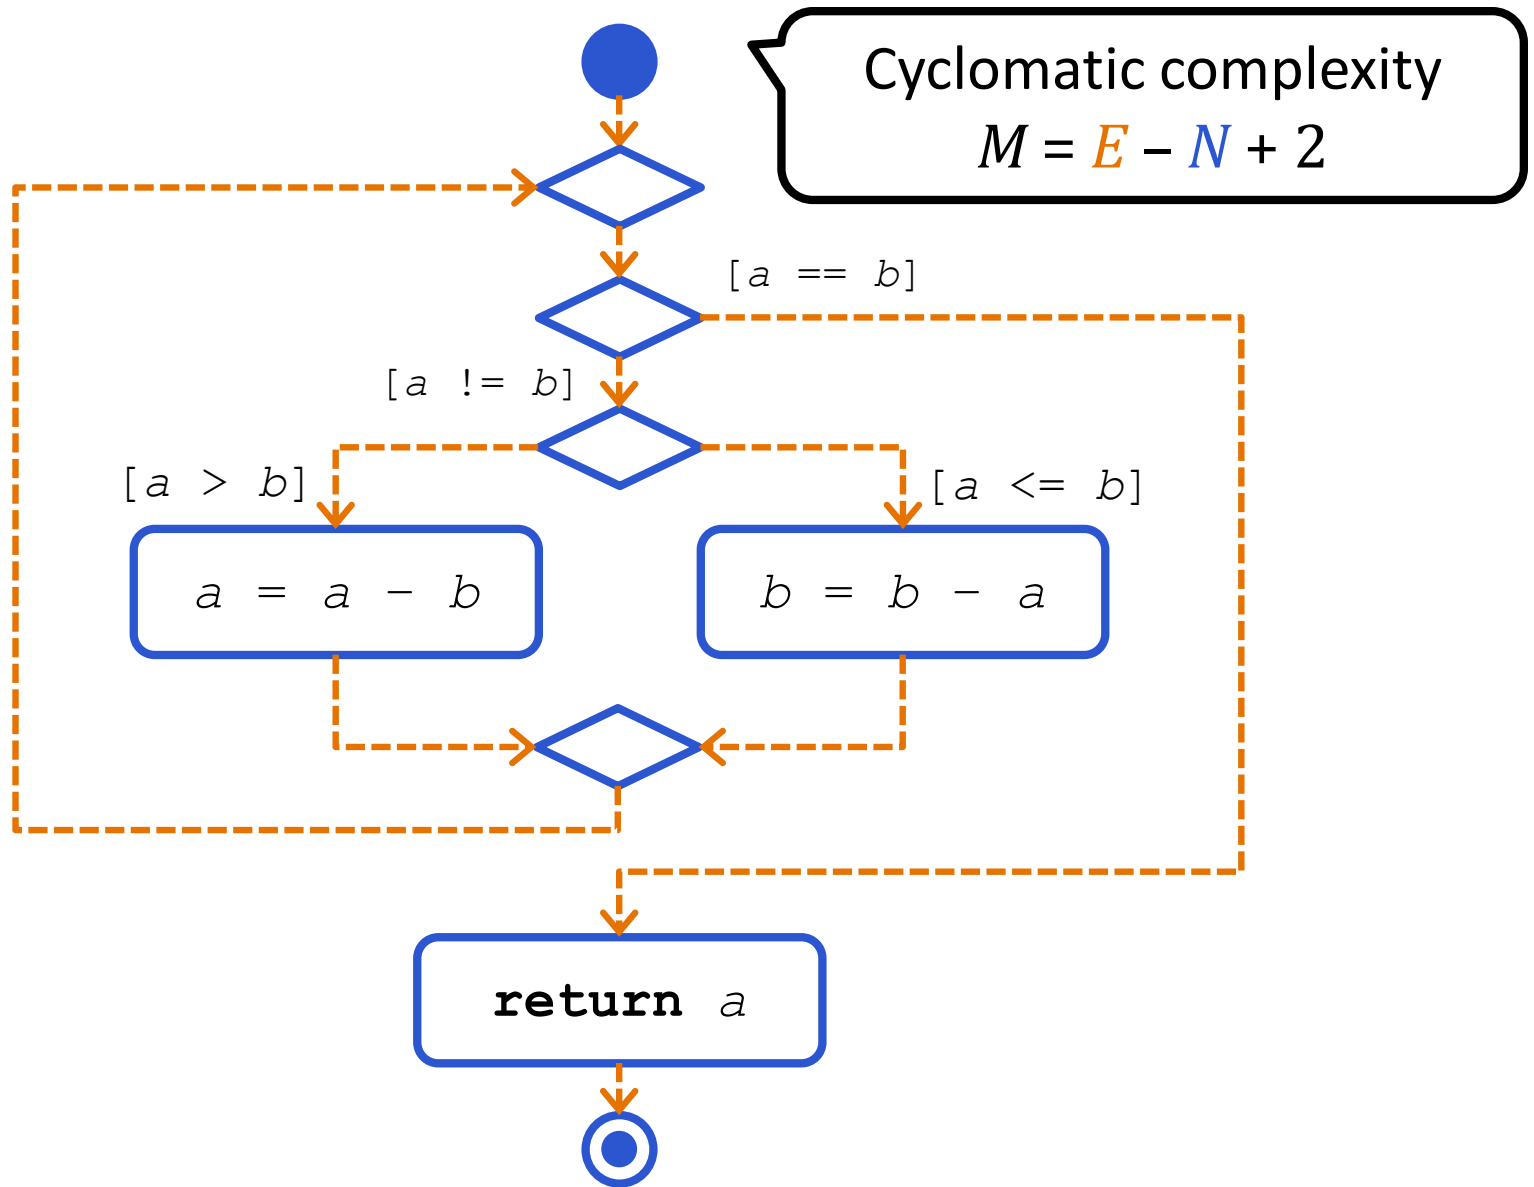 Cyclomatic complexity
M = E – N + 2
[a == b]
[a != b]
[a > b]
[a <= b]
a = a - b
b = b - a
return a